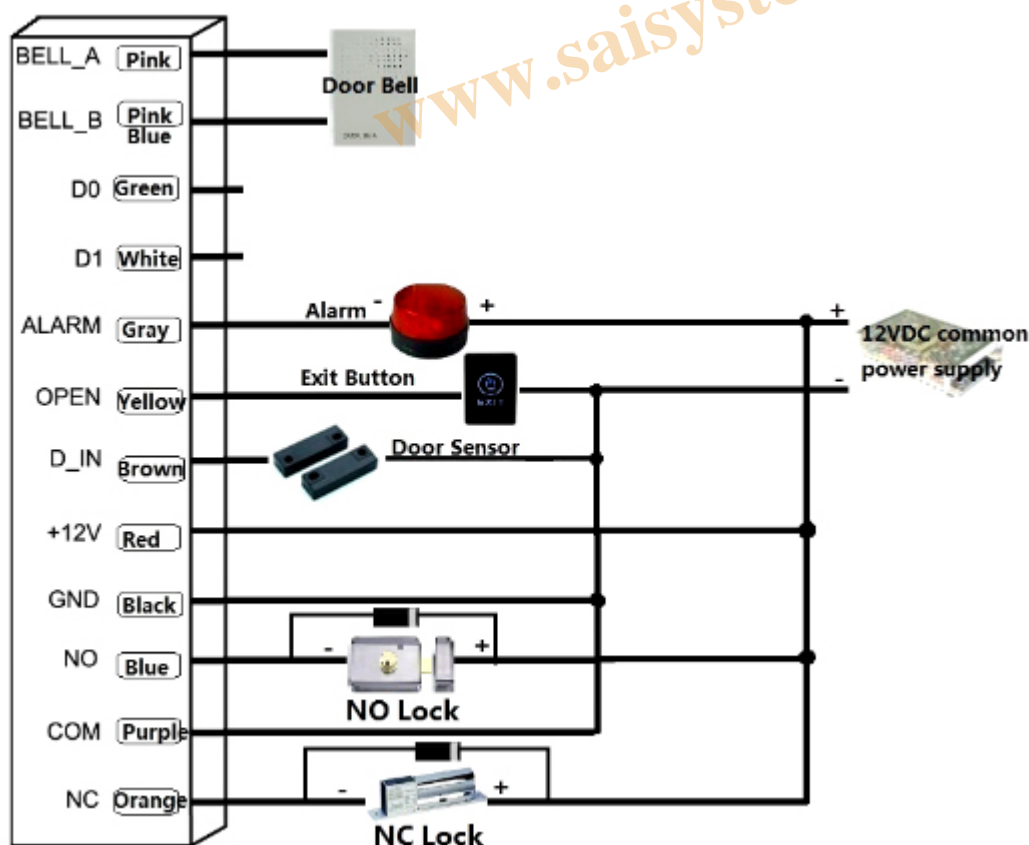 www.saisyste
BELL_A Pink
Door Bell
BELL_B Pink
Blue
D0 Green
D1 White
ALARM Gray Alarm - + +
12VDC common
power supply
-
OPEN Yellow Exit Button
EXIT
D_IN Brown Door Sensor
+12V Red
GND Black
NO Blue - +
NO Lock
COM Purple
NC Orange - +
NC Lock